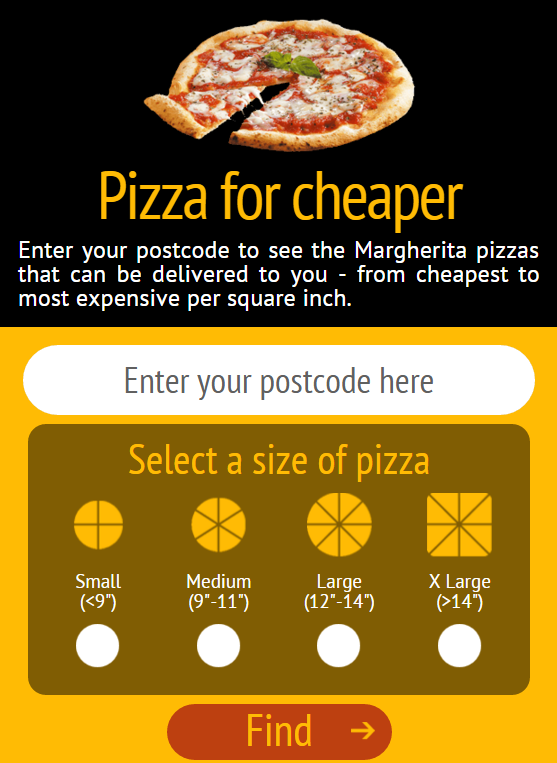 Pizza for cheaper
Enter your postcode to see the Margherita pizzas
that can be delivered to you - from cheapest to
most expensive per square inch.
Enter your postcode here
Select a size of pizza
Small Medium Large X Large
(<9") (9"-11") (12"-14") (>14")
Find ➔